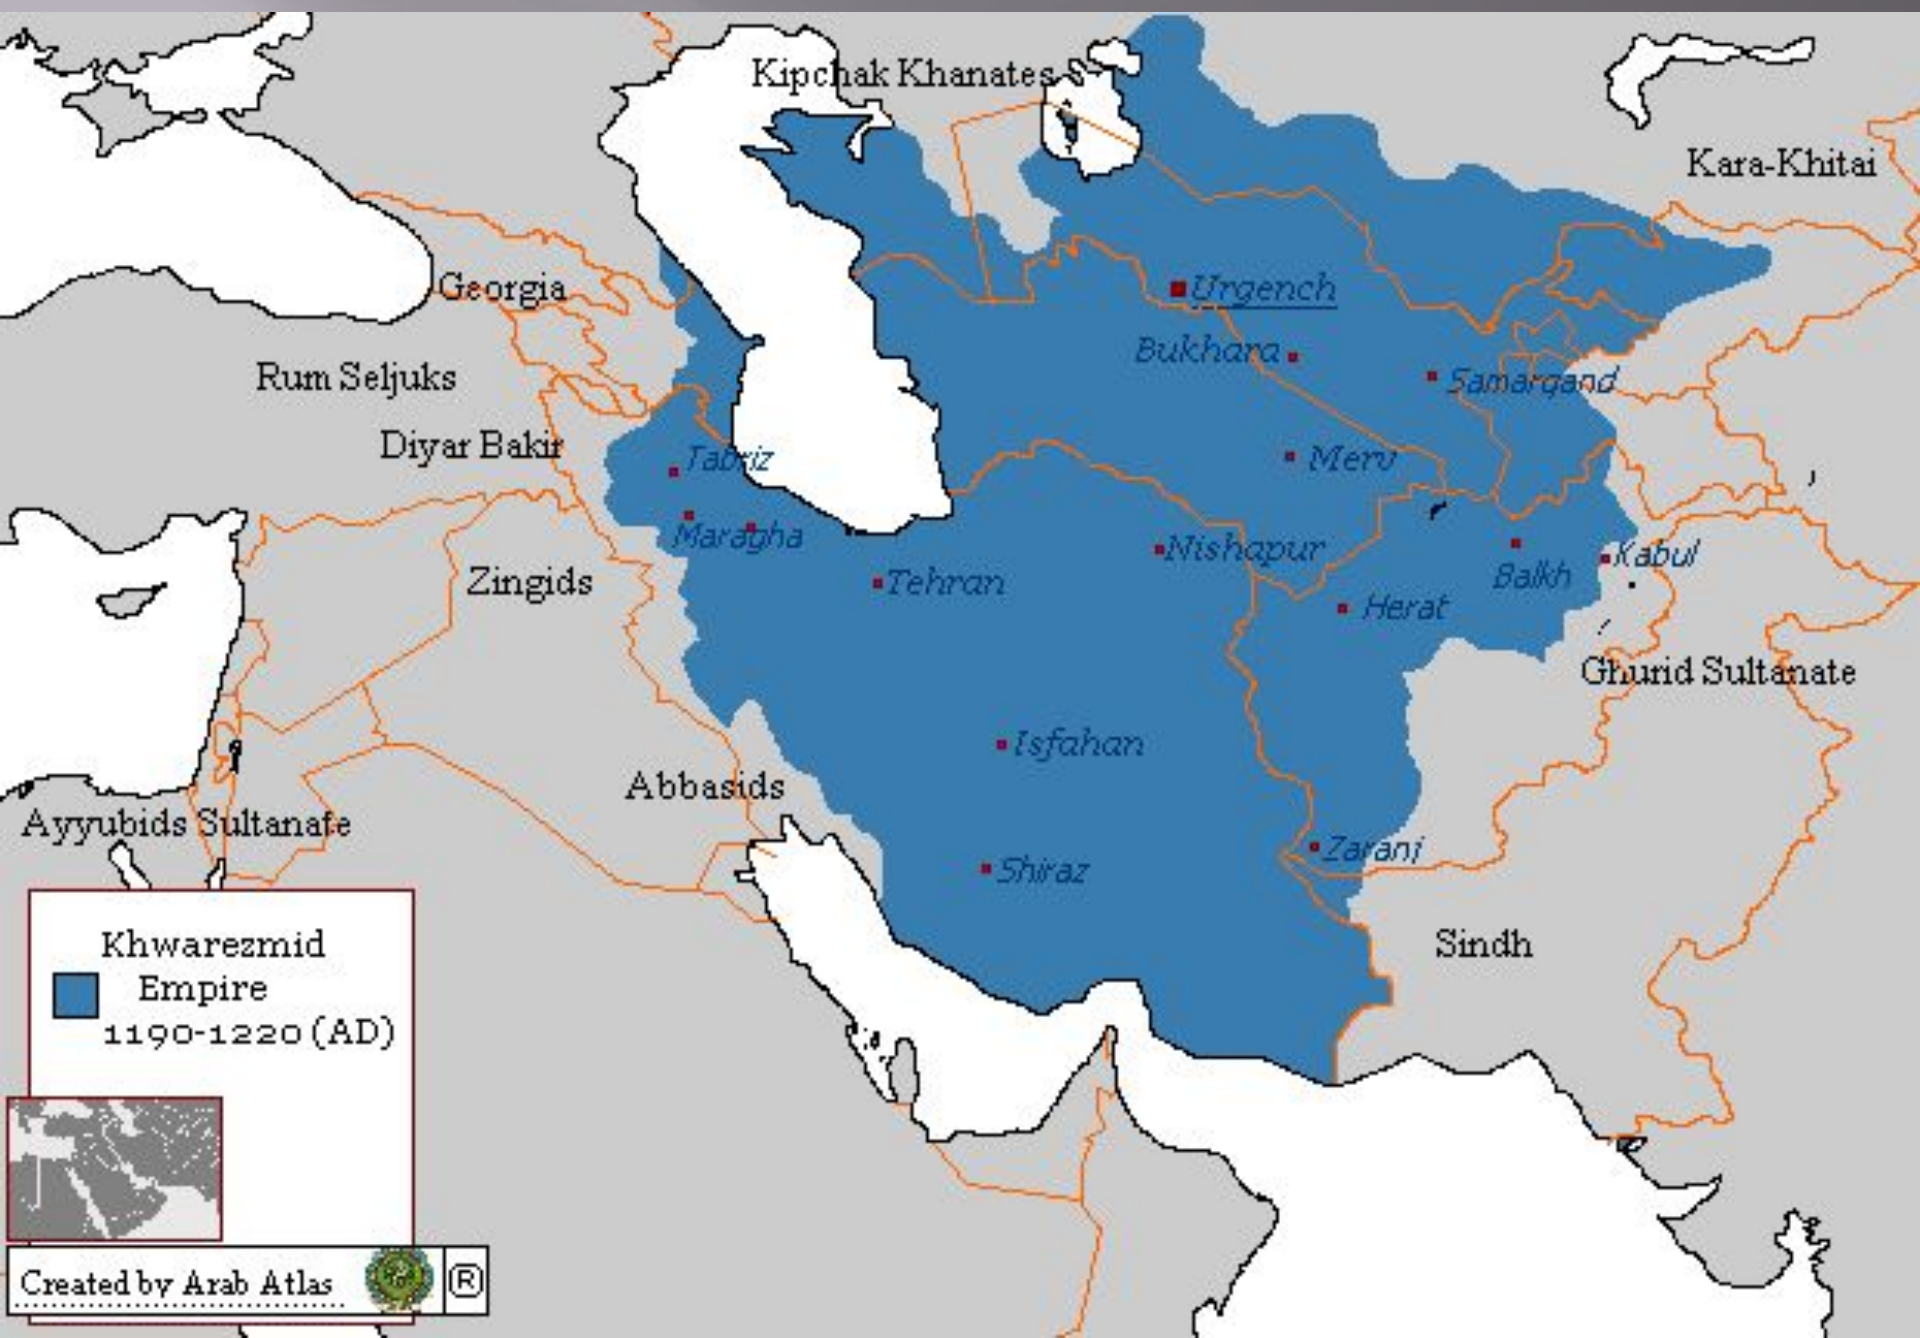 Kipchak Khanates
Kara-Khitai
Georgia
Urgench
Bukhara
Rum Seljuks
Samarqand
Diyar Bakir
Tabriz
Merv
Maragha
Nishapur
Kabul
Zingids
Tehran
Balkh
Herat
Ghurid Sultanate
Isfahan
Abbasids
Ayyubids Sultanate
Zaranj
Shiraz
Sindh
Khwarezmid
Empire
1190-1220 (AD)
Created by Arab Atlas
®